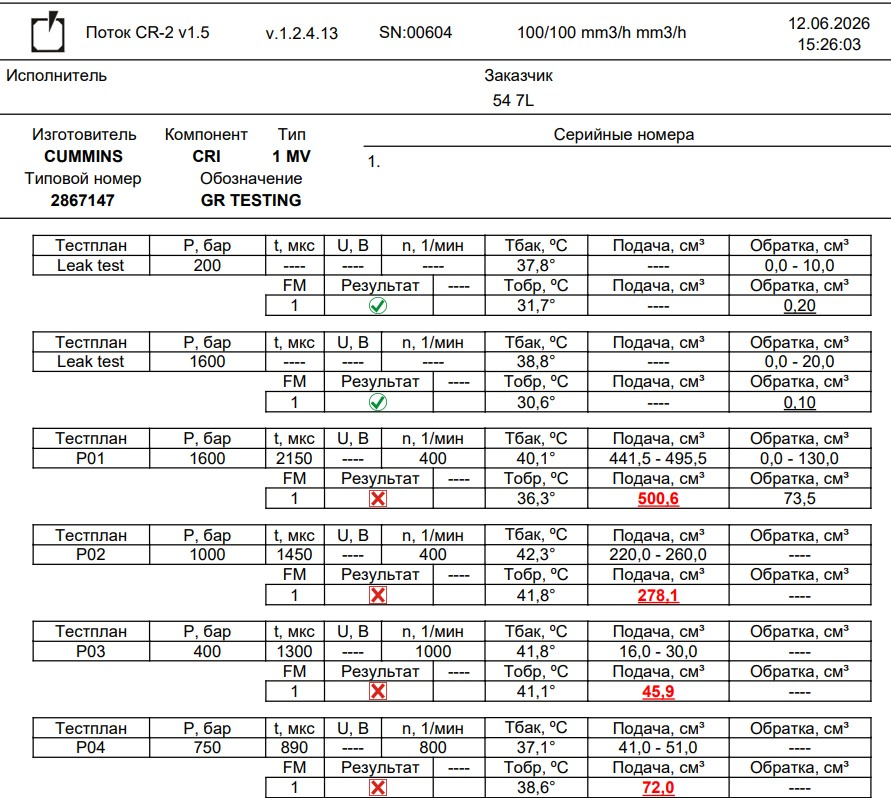 Поток CR-2 v1.5 v.1.2.4.13 SN:00604 100/100 mm3/h mm3/h 12.06.2026
15:26:03
Исполнитель Заказчик
54 7L
Изготовитель Компонент Тип Серийные номера
CUMMINS CRI 1 MV 1.
Типовой номер Обозначение
2867147 GR TESTING
Тестплан P, бар t, мкс U, В n, 1/мин Тбак, ºC Подача, см³ Обратка, см³
Leak test 200 ---- ---- ---- 37,8° ---- 0,0 - 10,0
FM Результат ---- Тобр, ºC Подача, см³ Обратка, см³
1 31,7° ---- 0,20
Тестплан P, бар t, мкс U, В n, 1/мин Тбак, ºC Подача, см³ Обратка, см³
Leak test 1600 ---- ---- ---- 38,8° ---- 0,0 - 20,0
FM Результат ---- Тобр, ºC Подача, см³ Обратка, см³
1 30,6° ---- 0,10
Тестплан P, бар t, мкс U, В n, 1/мин Тбак, ºC Подача, см³ Обратка, см³
P01 1600 2150 ---- 400 40,1° 441,5 - 495,5 0,0 - 130,0
FM Результат ---- Тобр, ºC Подача, см³ Обратка, см³
1 36,3° 500,6 73,5
Тестплан P, бар t, мкс U, В n, 1/мин Тбак, ºC Подача, см³ Обратка, см³
P02 1000 1450 ---- 400 42,3° 220,0 - 260,0 ----
FM Результат ---- Тобр, ºC Подача, см³ Обратка, см³
1 41,8° 278,1 ----
Тестплан P, бар t, мкс U, В n, 1/мин Тбак, ºC Подача, см³ Обратка, см³
P03 400 1300 ---- 1000 41,8° 16,0 - 30,0 ----
FM Результат ---- Тобр, ºC Подача, см³ Обратка, см³
1 41,1° 45,9 ----
Тестплан P, бар t, мкс U, В n, 1/мин Тбак, ºC Подача, см³ Обратка, см³
P04 750 890 ---- 800 37,1° 41,0 - 51,0 ----
FM Результат ---- Тобр, ºC Подача, см³ Обратка, см³
1 38,6° 72,0 ----